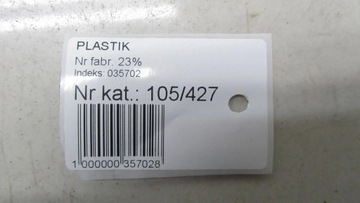 PLASTIK
Nr fabr. 23%
Indeks: 035702
Nr kat.: 105/427
1 000000 357028